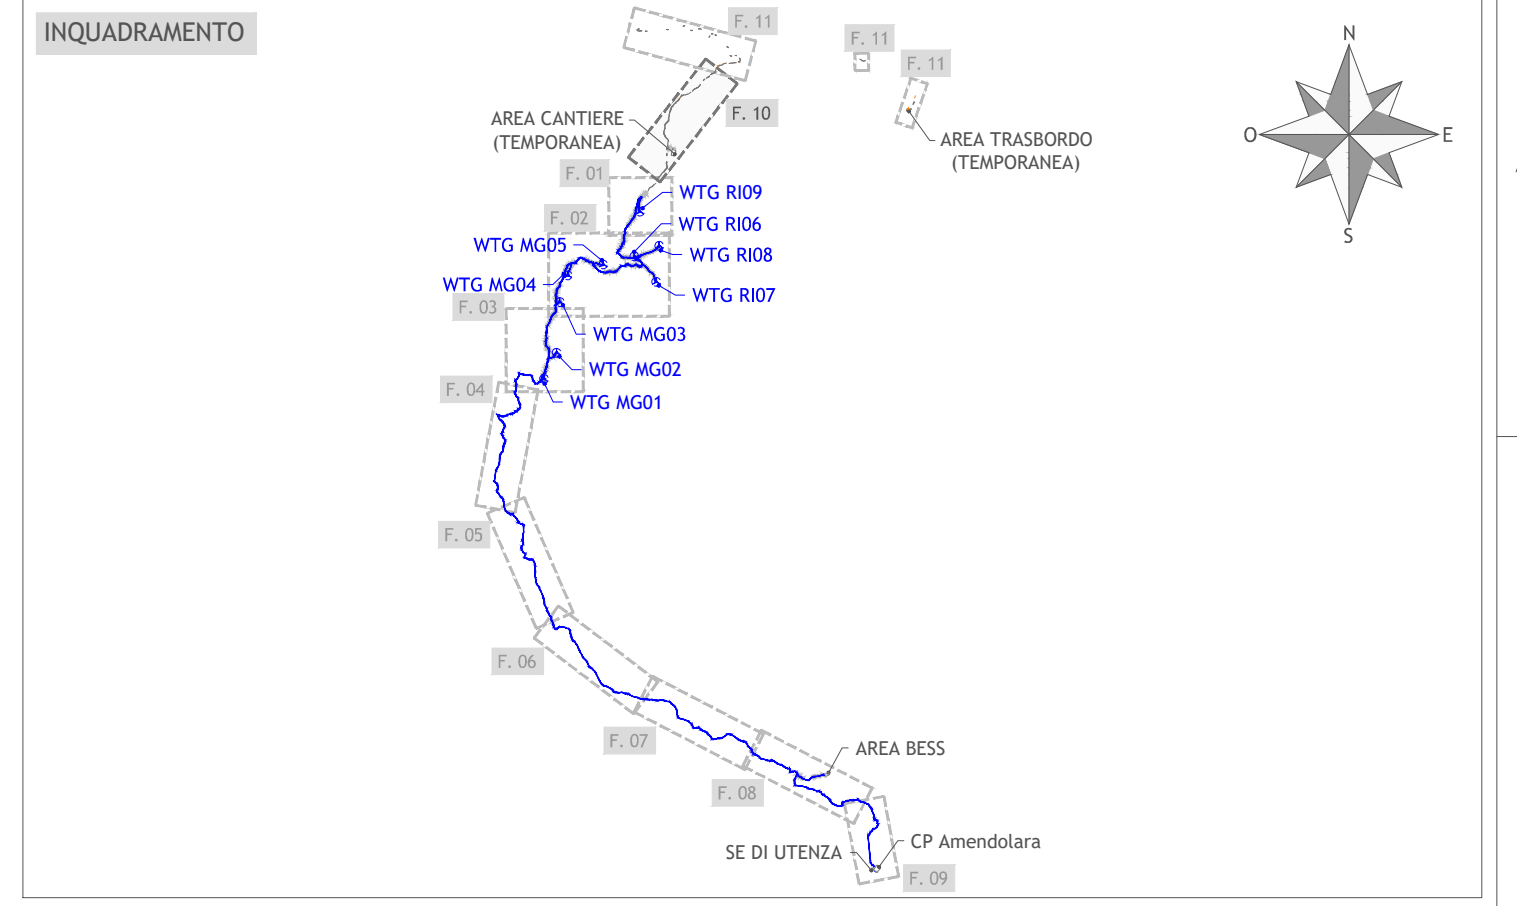 INQUADRAMENTO
F. 11
F. 11
F. 11
N
O
E
S
F. 10
AREA CANTIERE
(TEMPORANEA)
AREA TRASBORDO
(TEMPORANEA)
F. 01
WTG RI09
F. 02
WTG RI06
WTG MG05
WTG RI08
WTG MG04
WTG RI07
F. 03
WTG MG03
WTG MG02
F. 04
WTG MG01
F. 05
F. 06
F. 07
AREA BESS
F. 08
CP Amendolara
SE DI UTENZA
F. 09